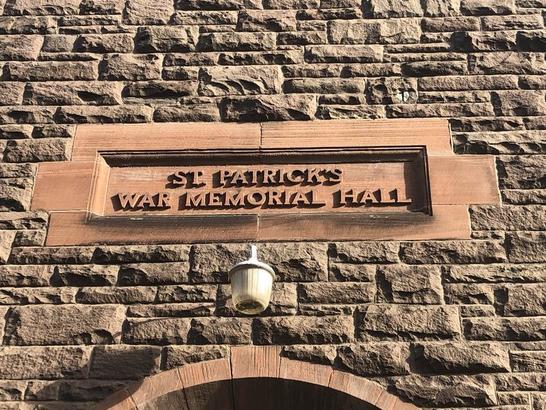 ST. PATRICK'S
WAR MEMORIAL HALL